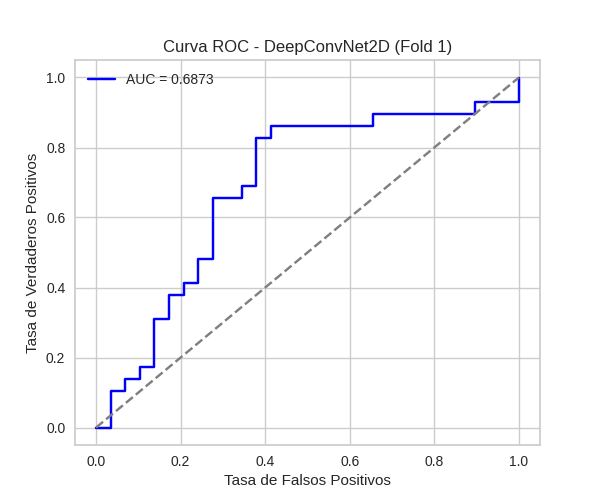 Curva ROC - DeepConvNet2D (Fold 1)
AUC = 0.6873
Tasa de Verdaderos Positivos
1.0
0.8
0.6
0.4
0.2
0.0
0.0 0.2 0.4 0.6 0.8 1.0
Tasa de Falsos Positivos